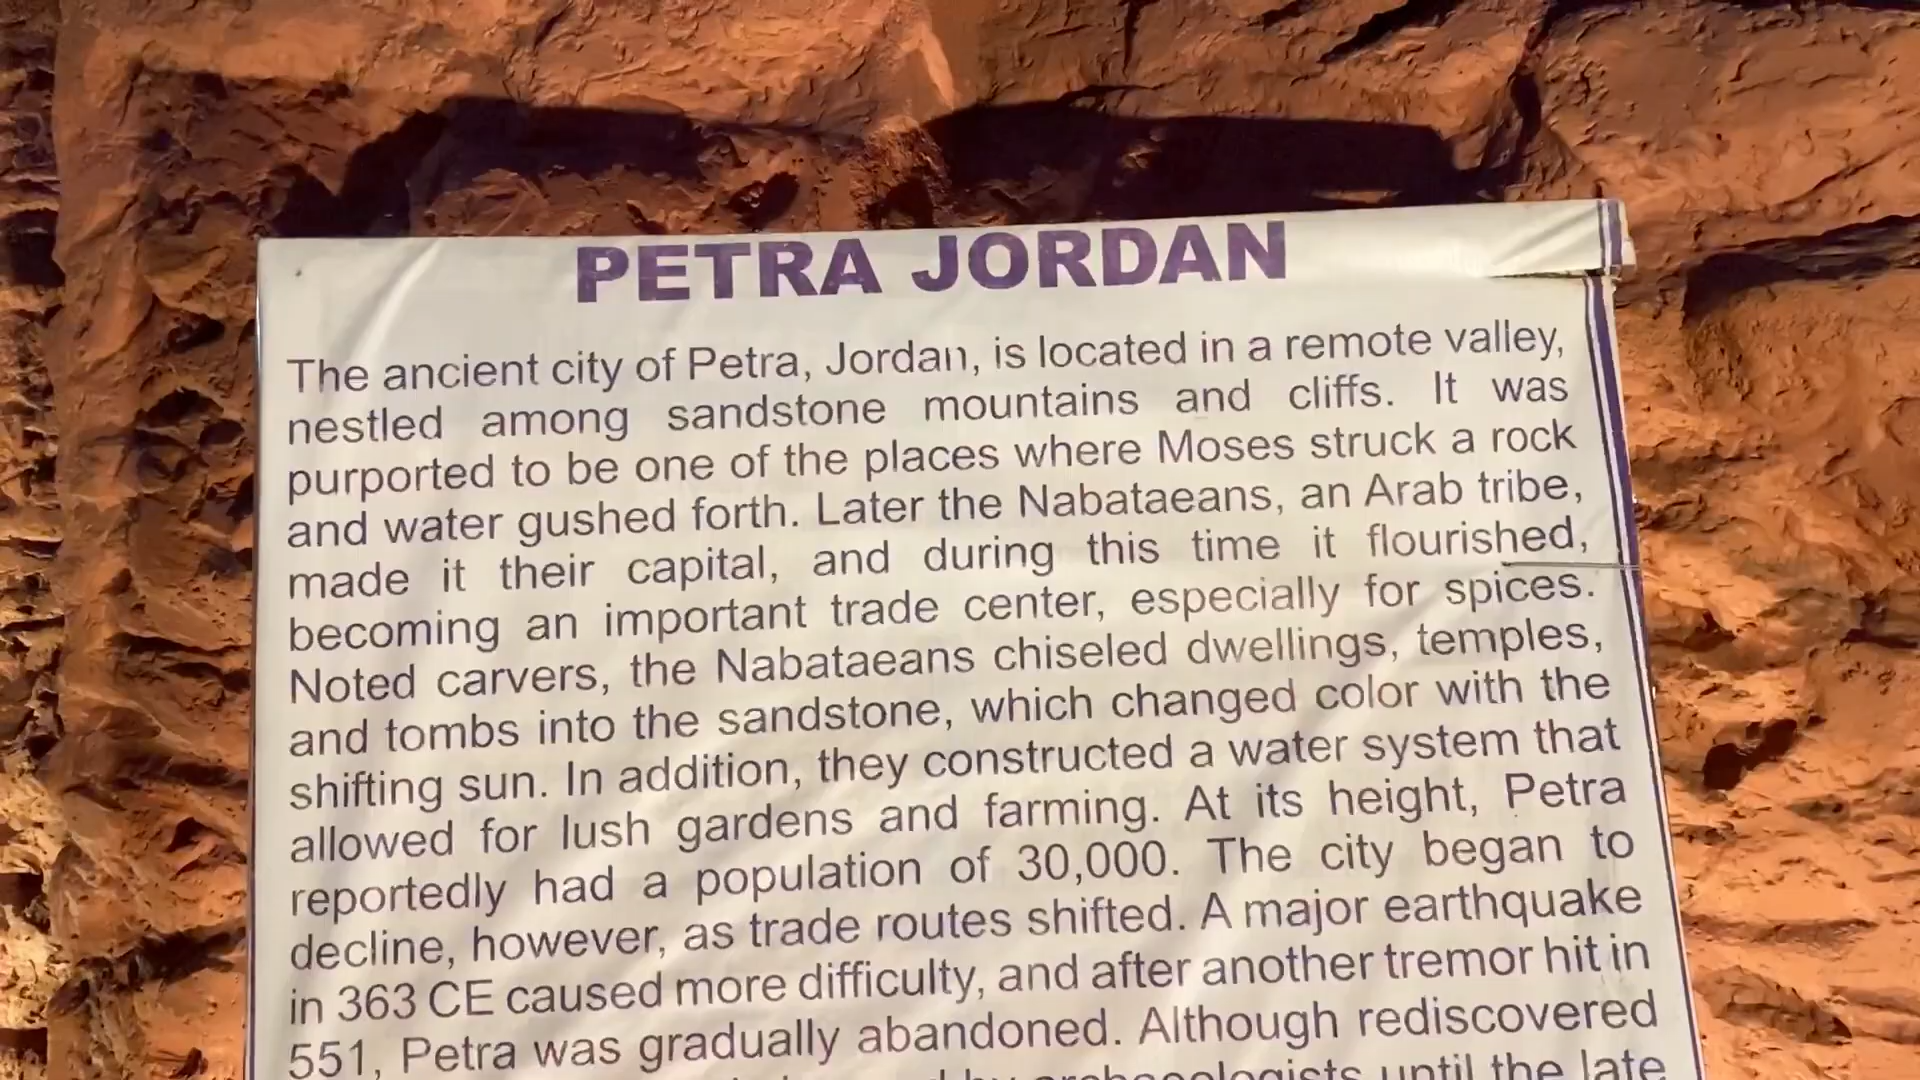 PETRA JORDAN
The ancient city of Petra, Jordan, is located in a remote valley,
nestled among sandstone mountains and cliffs. It was
purported to be one of the places where Moses struck a rock
and water gushed forth. Later the Nabataeans, an Arab tribe,
made it their capital, and during this time it flourished,
becoming an important trade center, especially for spices.
Noted carvers, the Nabataeans chiseled dwellings, temples,
and tombs into the sandstone, which changed color with the
shifting sun. In addition, they constructed a water system that
allowed for lush gardens and farming. At its height, Petra
reportedly had a population of 30,000. The city began to
decline, however, as trade routes shifted. A major earthquake
in 363 CE caused more difficulty, and after another tremor hit in
551, Petra was gradually abandoned. Although rediscovered
by archeologists until the late